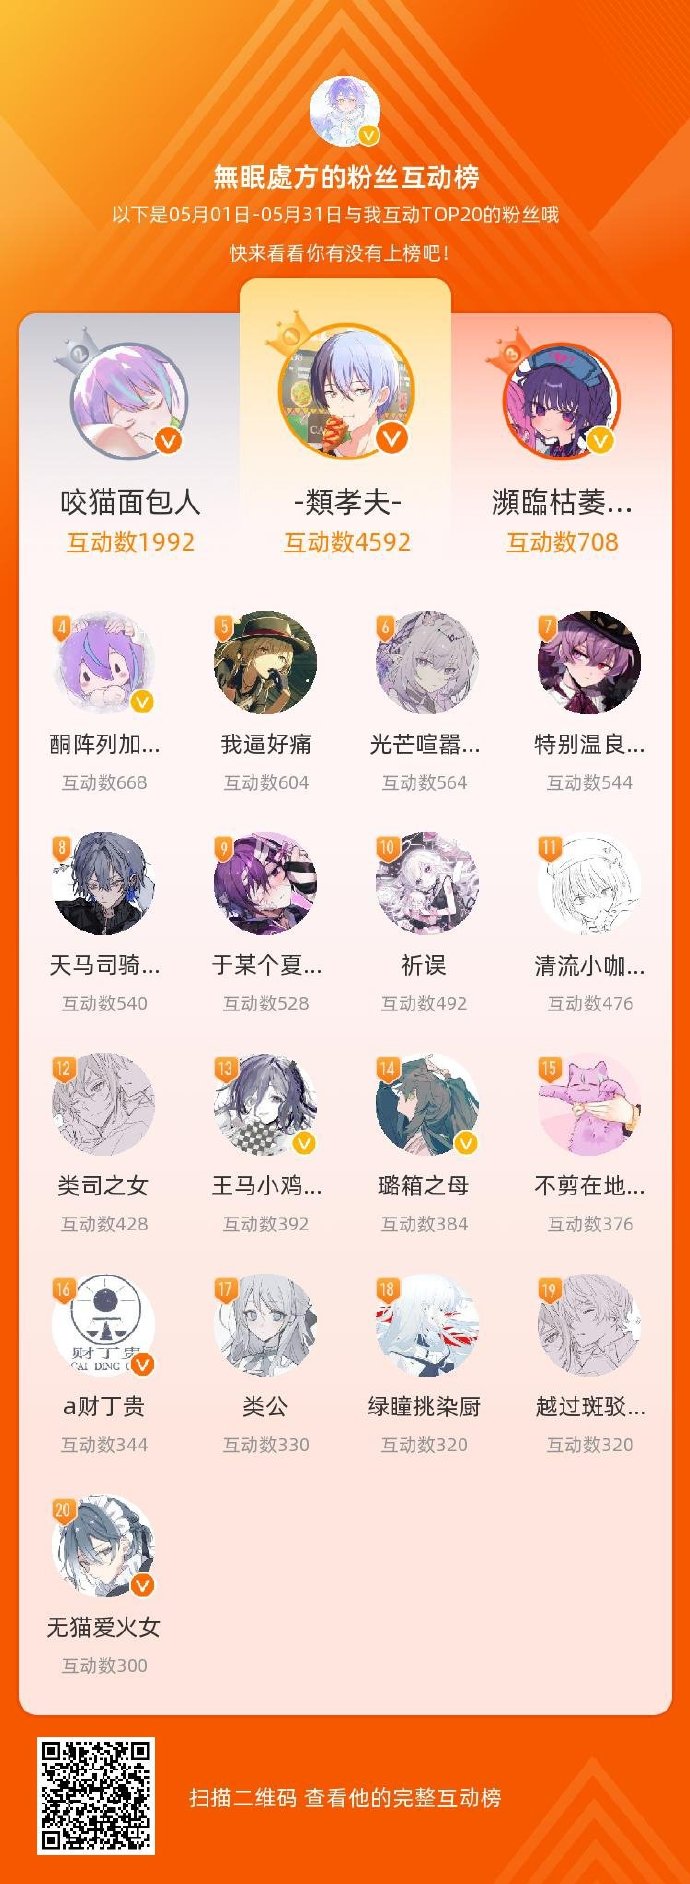 無眠處方的粉丝互动榜
以下是05月01日-05月31日与我互动TOP20的粉丝哦
快来看看你有没有上榜吧！
2
1
3
咬猫面包人
-類孝夫-
瀕臨枯萎...
互动数1992
互动数4592
互动数708
4
5
6
7
酮阵列加...
我逼好痛
光芒喧嚣...
特别温良...
互动数668
互动数604
互动数564
互动数544
8
9
10
11
天马司骑...
于某个夏...
祈误
清流小咖...
互动数540
互动数528
互动数492
互动数476
12
13
14
15
类司之女
王马小鸡...
璐箱之母
不剪在地...
互动数428
互动数392
互动数384
互动数376
16
17
18
19
财丁贵
CAI DING
a财丁贵
类公
绿瞳挑染厨
越过斑驳...
互动数344
互动数330
互动数320
互动数320
20
无猫爱火女
互动数300
扫描二维码 查看他的完整互动榜